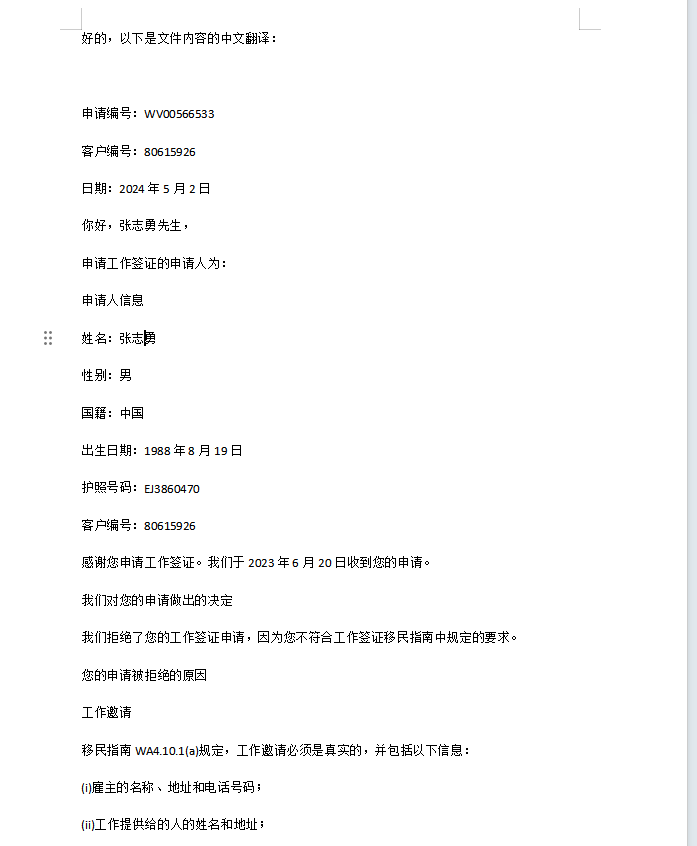 好的，以下是文件内容的中文翻译：
申请编号：WV00566533
客户编号：80615926
日期：2024 年 5 月 2 日
你好，张志勇先生，
申请工作签证的申请人为：
申请人信息
姓名：张志勇
性别：男
国籍：中国
出生日期：1988 年 8 月 19 日
护照号码：EJ3860470
客户编号：80615926
感谢您申请工作签证。我们于 2023 年 6 月 20 日收到您的申请。
我们对您的申请做出的决定
我们拒绝了您的工作签证申请，因为您不符合工作签证移民指南中规定的要求。
您的申请被拒绝的原因
工作邀请
移民指南 WA4.10.1(a)规定，工作邀请必须是真实的，并包括以下信息：
(i)雇主的名称、地址和电话号码；
(ii)工作提供给的人的姓名和地址；